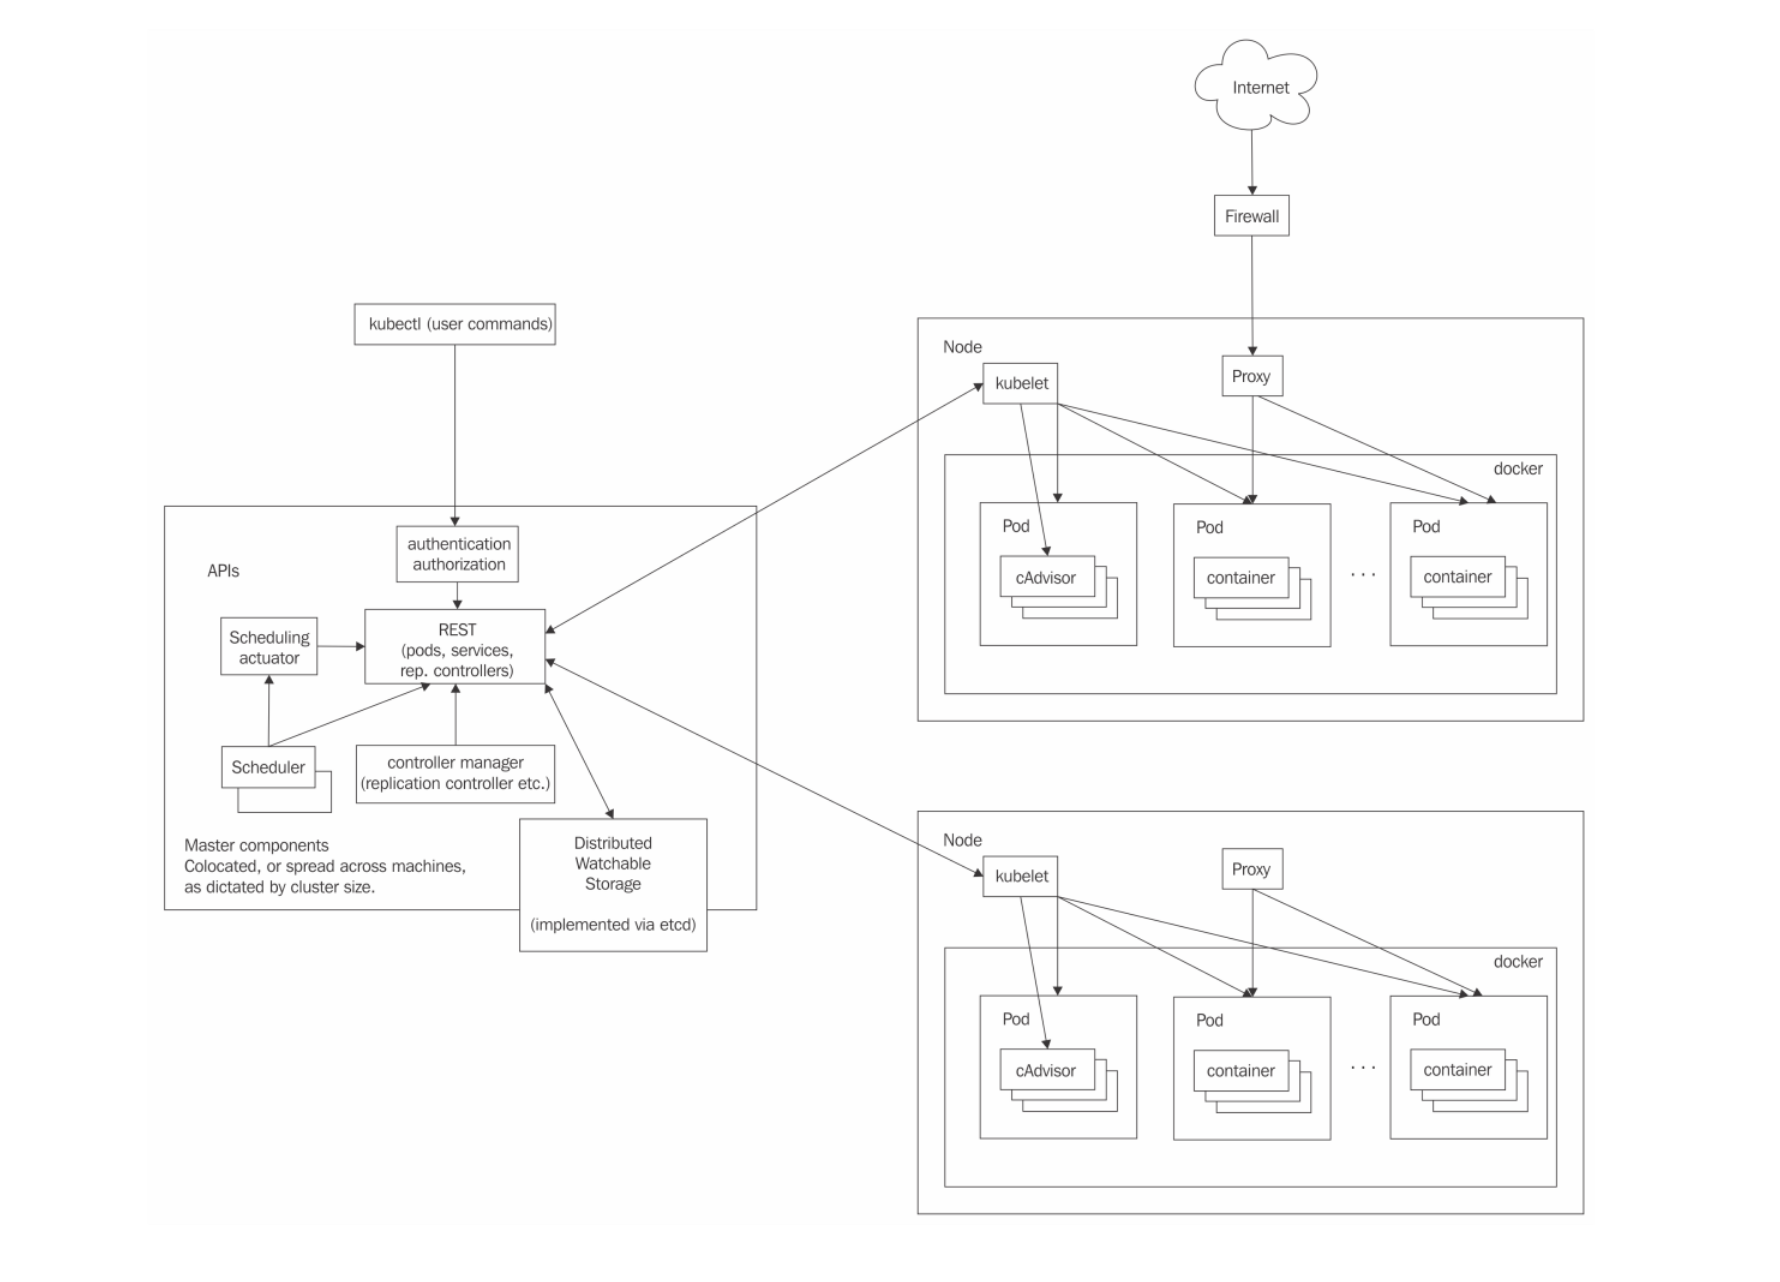 Internet
Firewall
kubectl (user commands)
Node
kubelet
Proxy
docker
Pod
cAdvisor
Pod
container
. . .
Pod
container
authentication
authorization
APIs
REST
(pods, services,
rep. controllers)
Scheduling
actuator
Scheduler
controller manager
(replication controller etc.)
Distributed
Watchable
Storage
(implemented via etcd)
Master components
Colocated, or spread across machines,
as dictated by cluster size.
Node
kubelet
Proxy
docker
Pod
cAdvisor
Pod
container
. . .
Pod
container